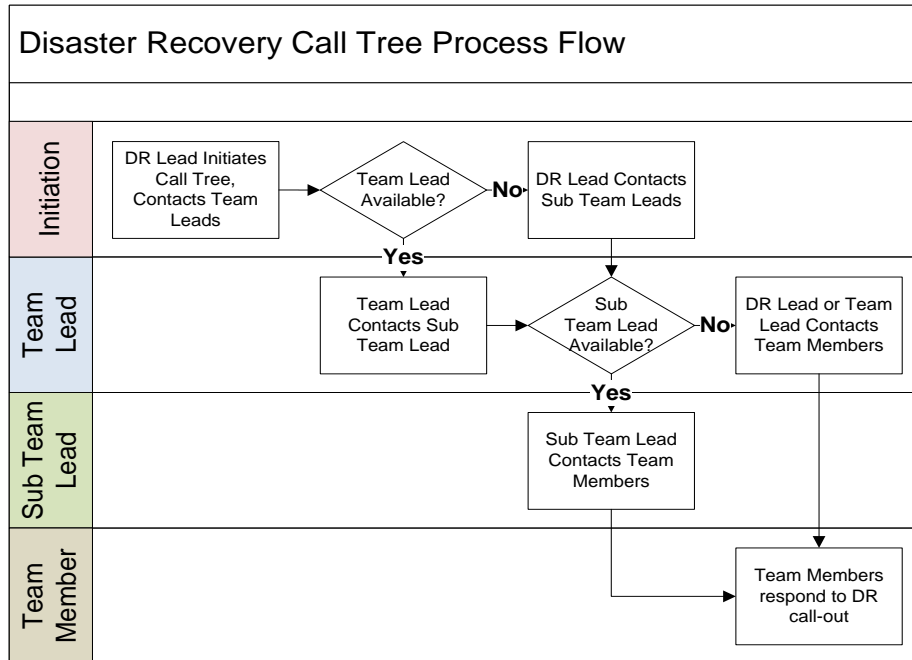 Disaster Recovery Call Tree Process Flow
Initiation
DR Lead Initiates
Call Tree,
Contacts Team
Leads
Team Lead
Available?
No
DR Lead Contacts
Sub Team Leads
Yes
Team
Lead
Team Lead
Contacts Sub
Team Lead
Sub
Team Lead
Available?
No
DR Lead or Team
Lead Contacts
Team Members
Yes
Sub Team
Lead
Sub Team Lead
Contacts Team
Members
Team
Member
Team Members
respond to DR
call-out